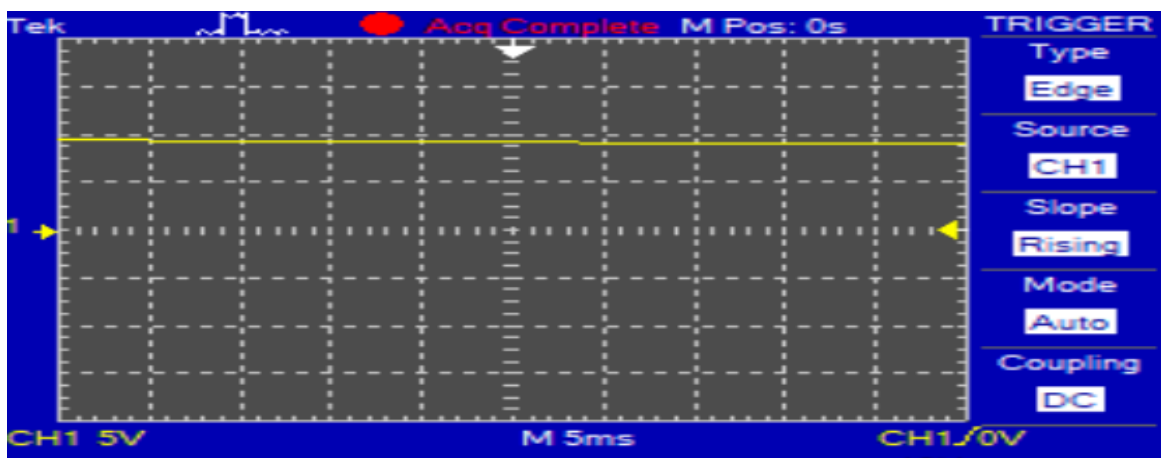 Tek Acq Complete M Pos: 0s
TRIGGER
Type
Edge
Source
CH1
Slope
Rising
Mode
Auto
Coupling
DC
1
CH1 5V M 5ms CH1/0V